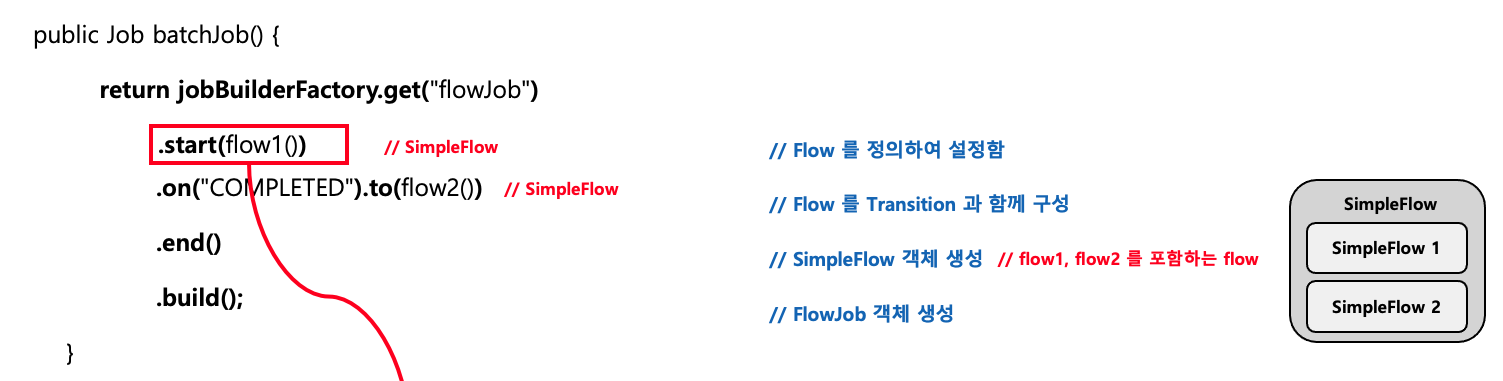 public Job batchJob() {
return jobBuilderFactory.get("flowJob")
.start(flow1()) // SimpleFlow // Flow 를 정의하여 설정함
.on("COMPLETED").to(flow2()) // SimpleFlow // Flow 를 Transition 과 함께 구성
.end() // SimpleFlow 객체 생성 // flow1, flow2 를 포함하는 flow
.build(); // FlowJob 객체 생성
}
SimpleFlow
SimpleFlow 1
SimpleFlow 2